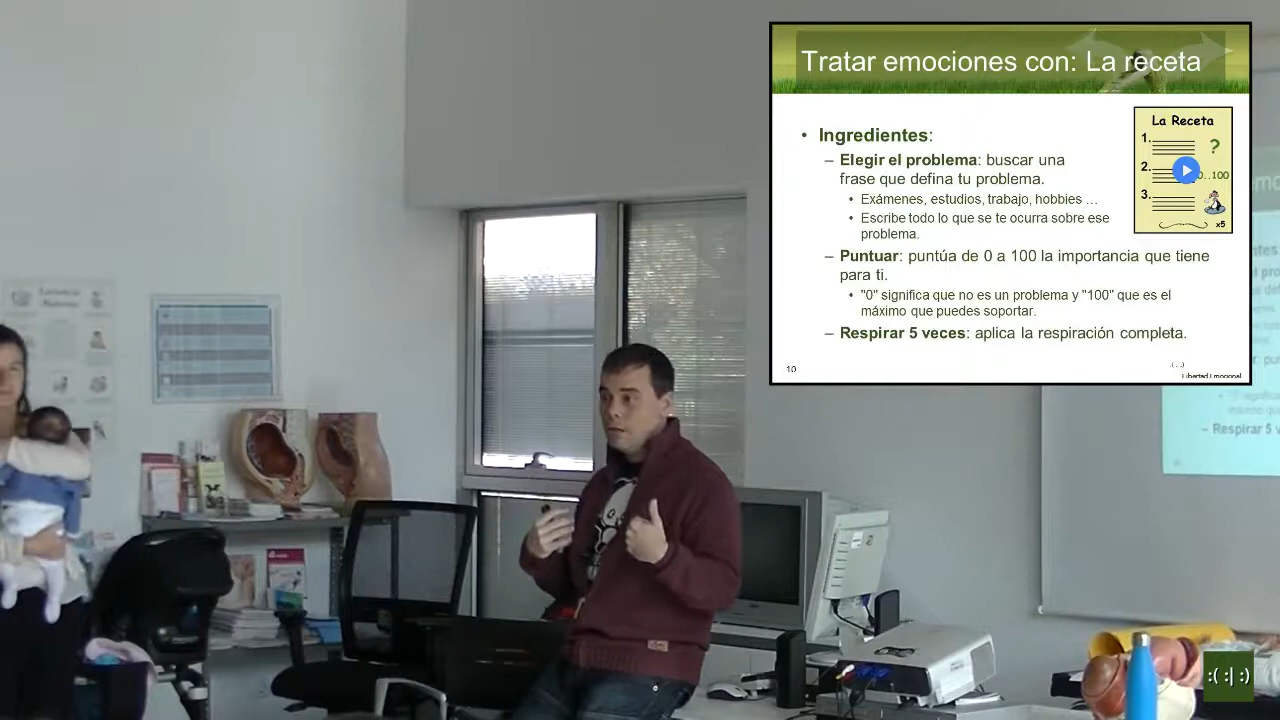 Tratar emociones con: La receta
• Ingredientes:
– Elegir el problema: buscar una
frase que defina tu problema.
• Exámenes, estudios, trabajo, hobbies ...
• Escribe todo lo que se te ocurra sobre ese
problema.
– Puntuar: puntúa de 0 a 100 la importancia que tiene
para ti.
• "0" significa que no es un problema, "100" que es el
máximo que puedes soportar.
– Respirar 5 veces: aplica la respiración completa.
La Receta
1.
?
2.
0..100
3.
x5
10
:(:|:)
Libertad Emocional
– Respirar 5 v
:( :| :)